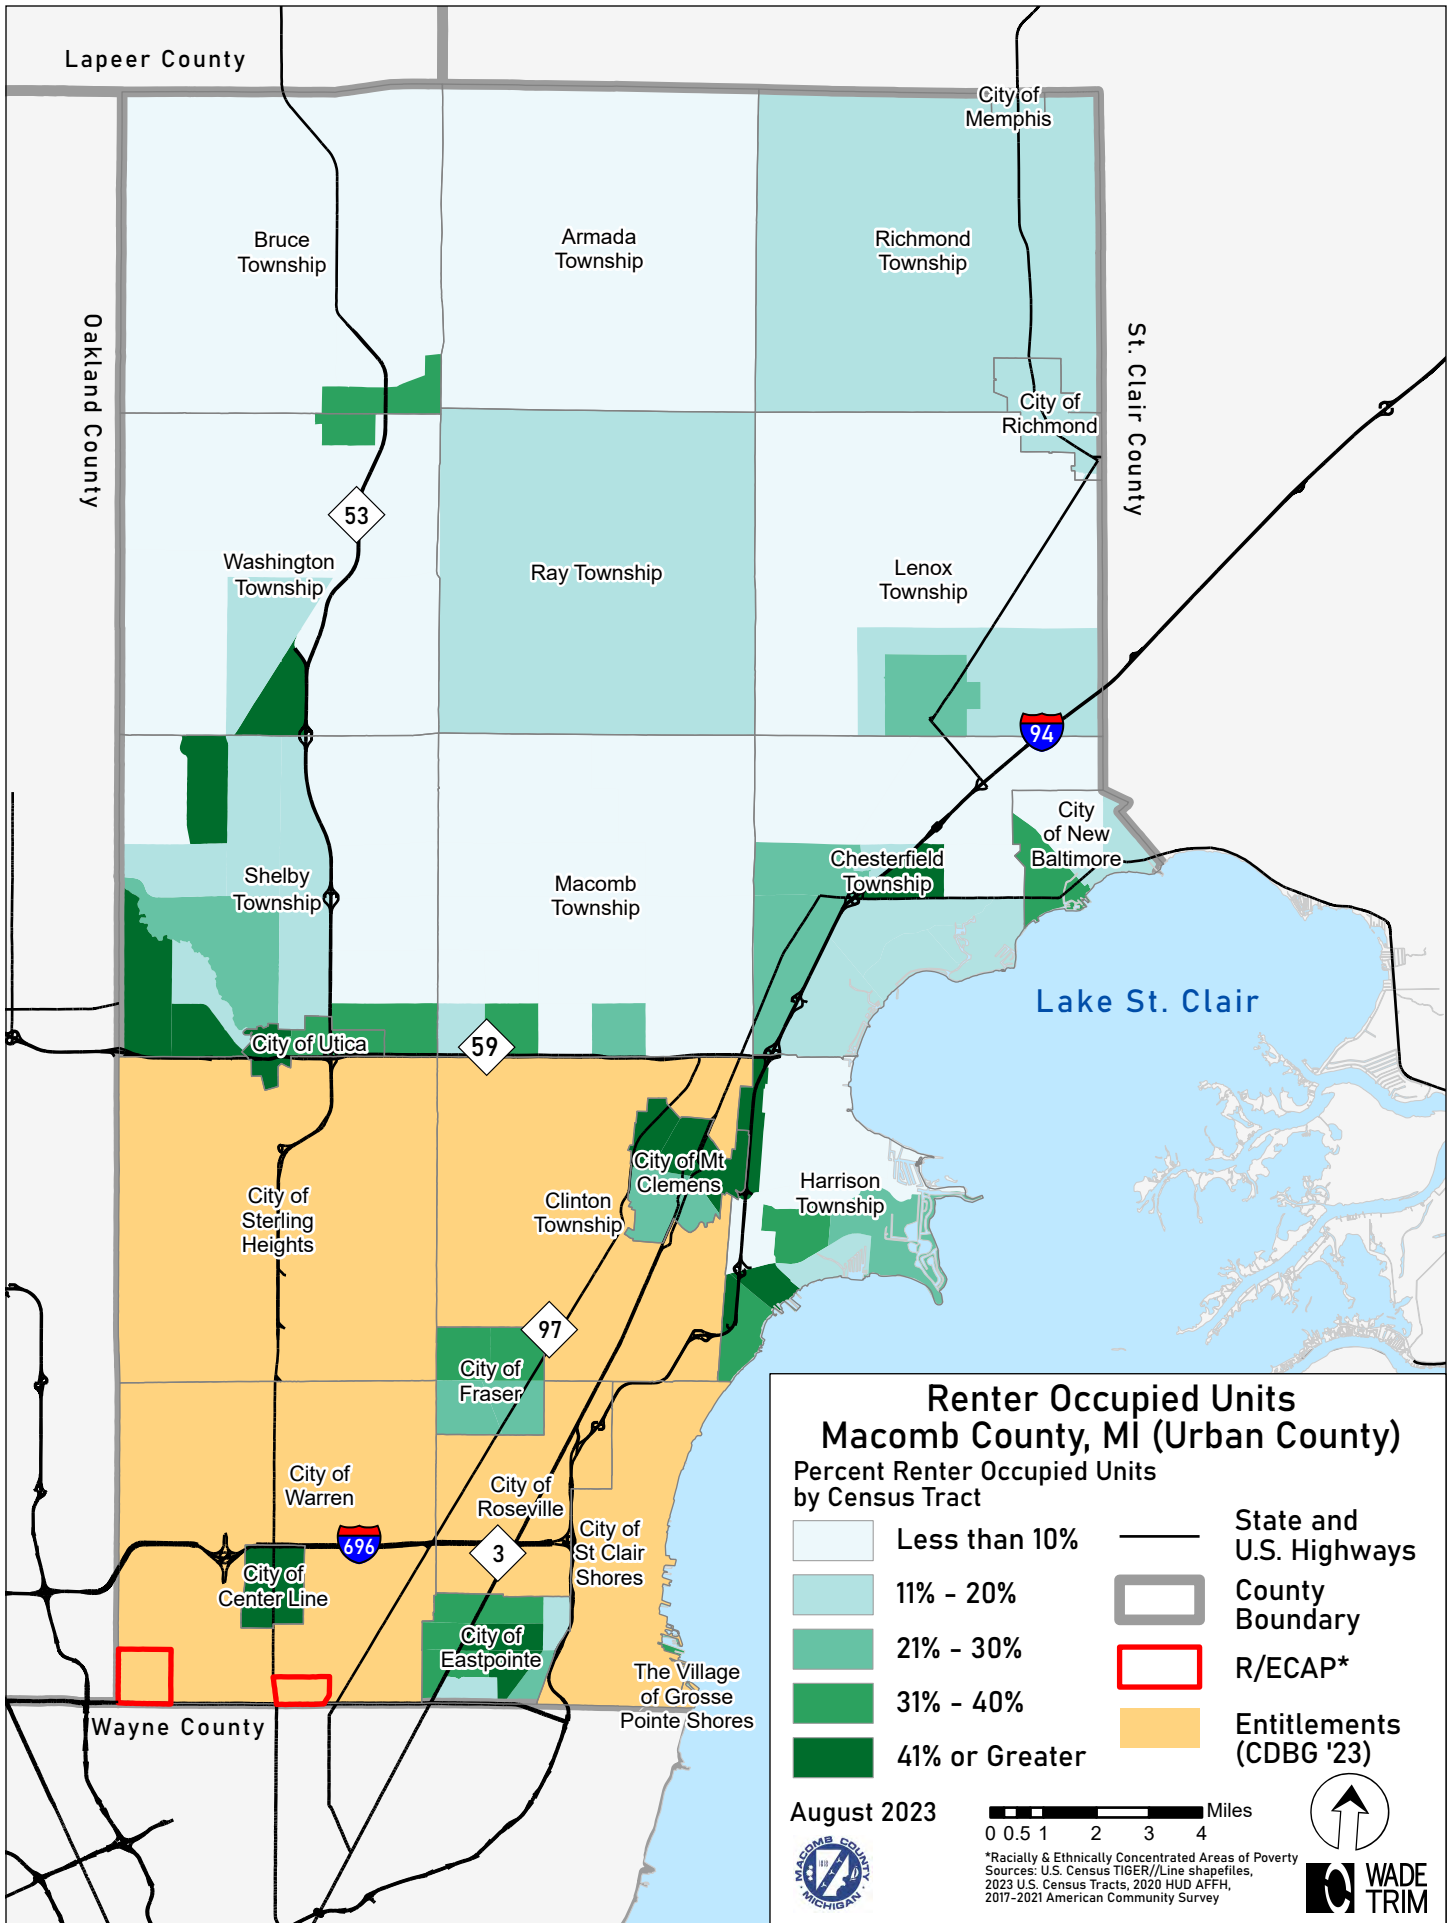 Lapeer County
City of
Memphis
Bruce
Township
Armada
Township
Richmond
Township
Oakland County
St. Clair County
City of
Richmond
53
Washington
Township
Ray Township
Lenox
Township
94
City
of New
Baltimore
Chesterfield
Township
Shelby
Township
Macomb
Township
Lake St. Clair
City of Utica
59
City of Mt
Clemens
Harrison
Township
City of
Sterling
Heights
Clinton
Township
97
City of
Fraser
City of
Warren
City of
Roseville
696
3
City of
St Clair
Shores
City of
Center Line
City of
Eastpointe
The Village
of Grosse
Pointe Shores
Wayne County
Renter Occupied Units
Macomb County, MI (Urban County)
Percent Renter Occupied Units
by Census Tract
Less than 10%
11% - 20%
21% - 30%
31% - 40%
41% or Greater
State and
U.S. Highways
County
Boundary
R/ECAP*
Entitlements
(CDBG '23)
August 2023
Miles
0 0.5 1 2 3 4
*Racially & Ethnically Concentrated Areas of Poverty
Sources: U.S. Census TIGER//Line shapefiles,
2023 U.S. Census Tracts, 2020 HUD AFFH,
2017-2021 American Community Survey
MACOMB COUNTY
MICHIGAN
WADE
TRIM